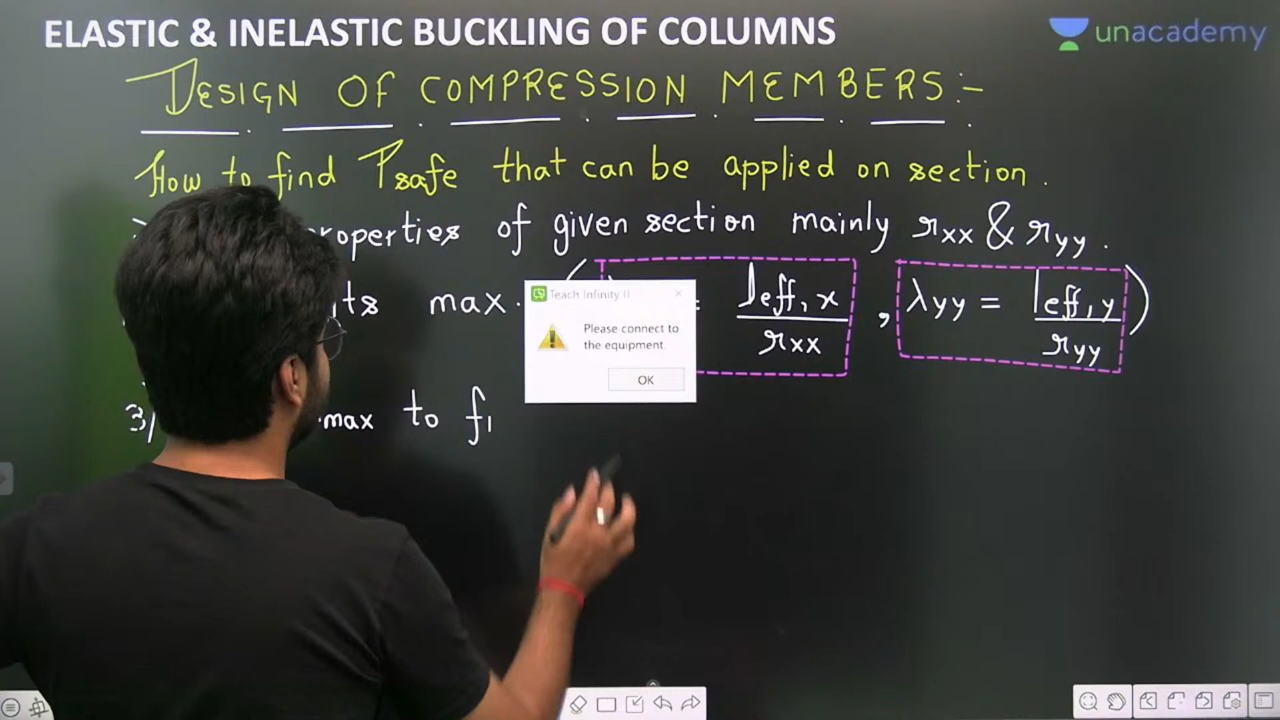 ELASTIC & INELASTIC BUCKLING OF COLUMNS
unacademy
DESIGN OF COMPRESSION MEMBERS:-
How to find Psafe that can be applied on section.
of given section mainly rxx & ryy.
max. ( = leff,x / rxx , λyy = leff,y / ryy )
3) max to f1
Teach Infinity
Please connect to
the equipment.
OK